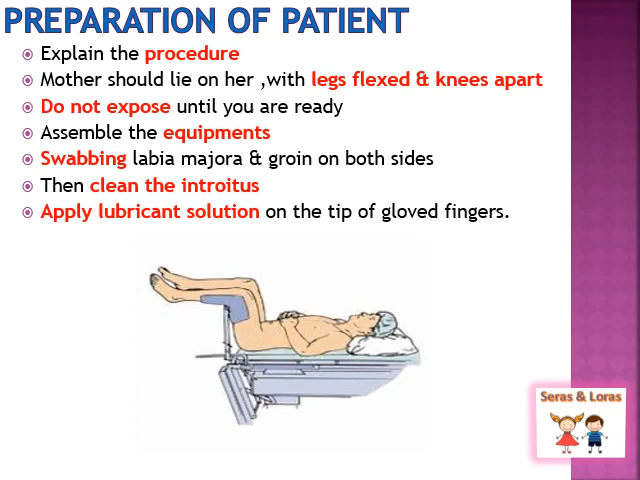 PREPARATION OF PATIENT
Explain the procedure
Mother should lie on her ,with legs flexed & knees apart
Do not expose until you are ready
Assemble the equipments
Swabbing labia majora & groin on both sides
Then clean the introitus
Apply lubricant solution on the tip of gloved fingers.
Seras & Loras